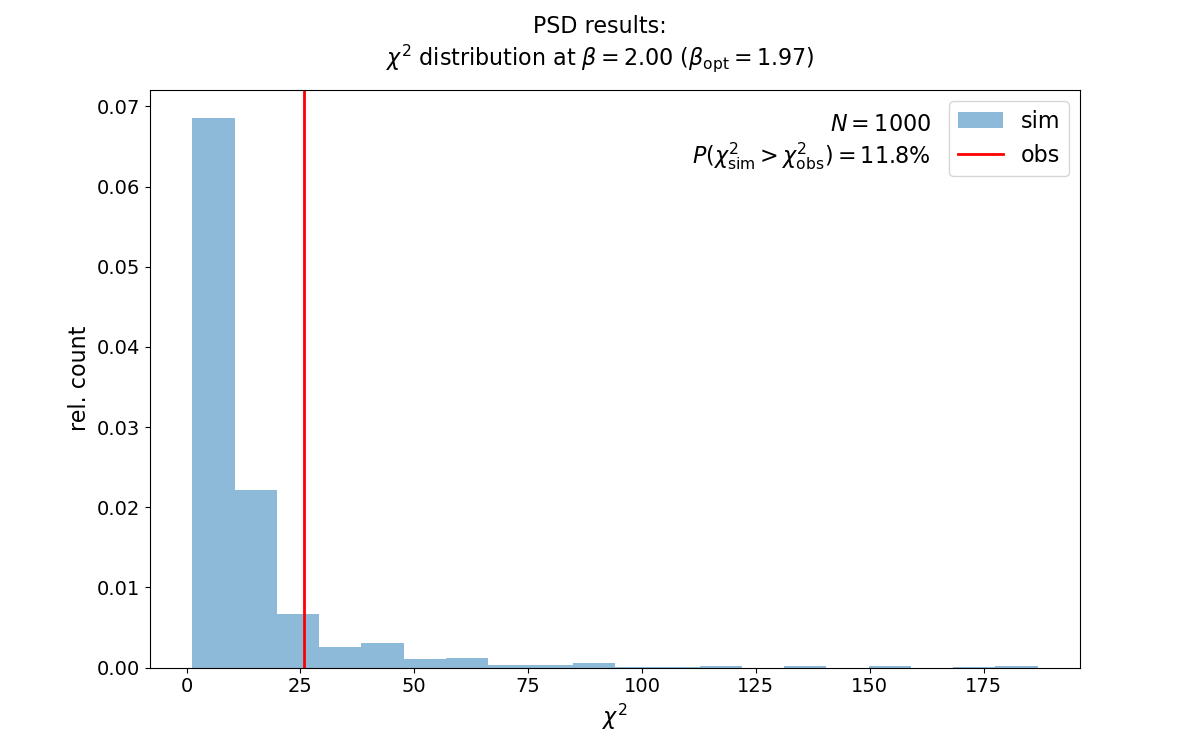 PSD results:
χ² distribution at β = 2.00 (β_opt = 1.97)
N = 1000
P(χ²_sim > χ²_obs) = 11.8%
sim
obs
rel. count
0.07
0.06
0.05
0.04
0.03
0.02
0.01
0.00
0 25 50 75 100 125 150 175
χ²